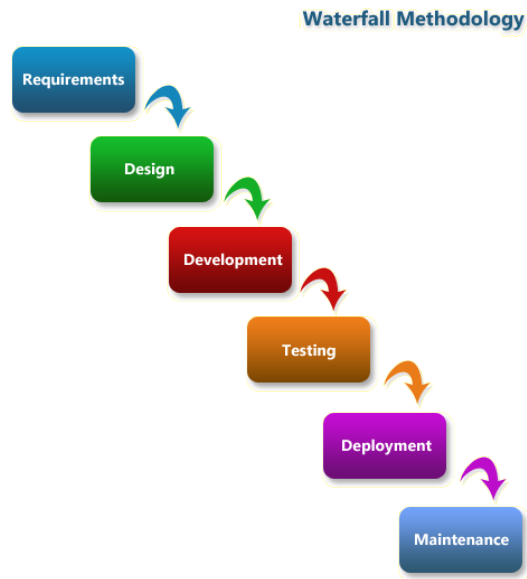 Waterfall Methodology
Requirements
Design
Development
Testing
Deployment
Maintenance